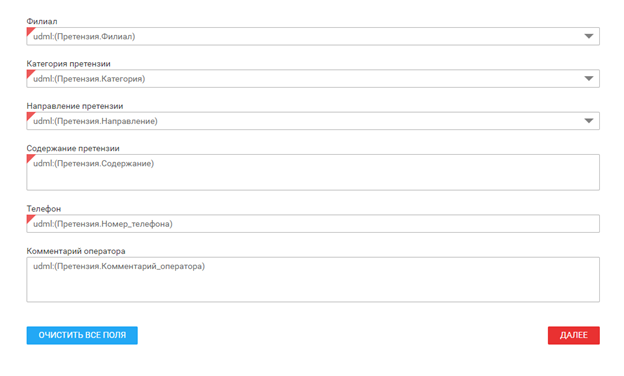 Филиал
udml:(Претензия.Филиал)
Категория претензии
udml:(Претензия.Категория)
Направление претензии
udml:(Претензия.Направление)
Содержание претензии
udml:(Претензия.Содержание)
Телефон
udml:(Претензия.Номер_телефона)
Комментарий оператора
udml:(Претензия.Комментарий_оператора)
ОЧИСТИТЬ ВСЕ ПОЛЯ
ДАЛЕЕ